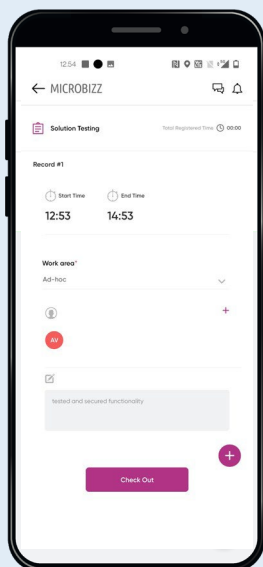 12:54
MICROBIZZ
Solution Testing
Total Registered Time 00:00
Record #1
Start Time
End Time
12:53
14:53
Work area*
Ad-hoc
+
AV
tested and secured functionality
+
Check Out